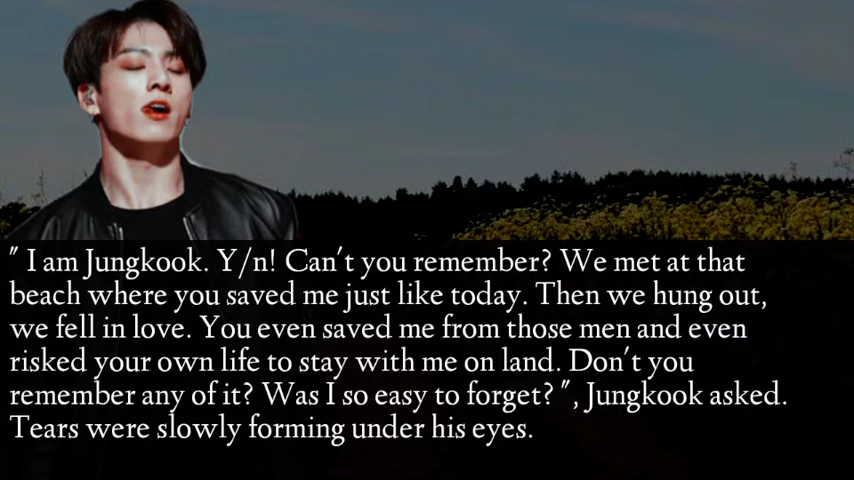 " I am Jungkook. Y/n! Can't you remember? We met at that
beach where you saved me just like today. Then we hung out,
we fell in love. You even saved me from those men and even
risked your own life to stay with me on land. Don't you
remember any of it? Was I so easy to forget? ", Jungkook asked.
Tears were slowly forming under his eyes.